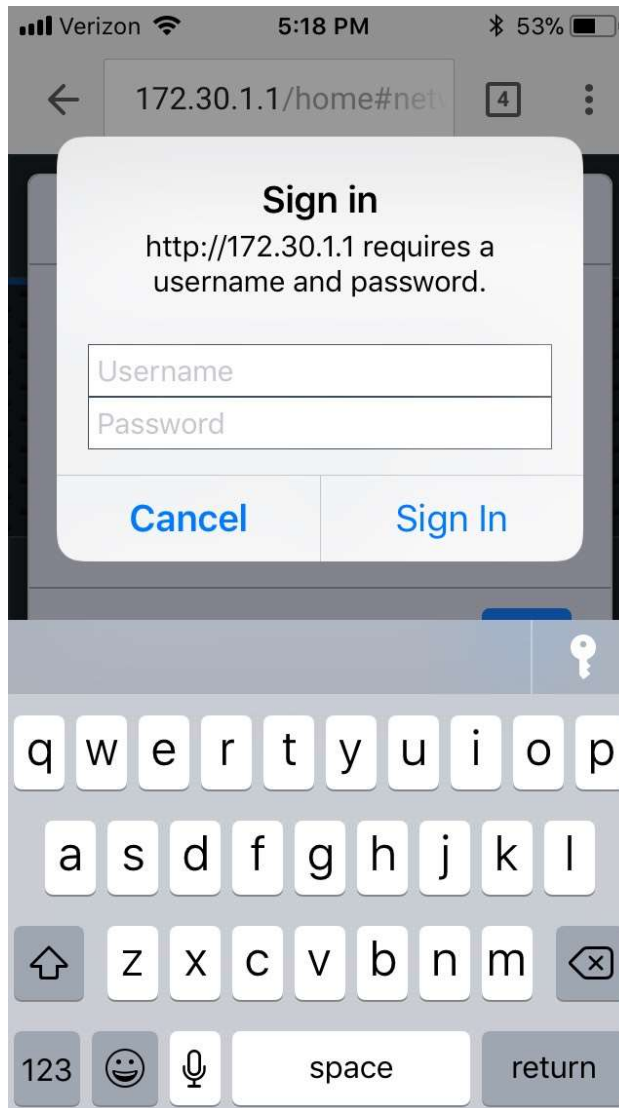 Verizon 5:18 PM 53%
172.30.1.1/home#net
4
Sign in
http://172.30.1.1 requires a
username and password.
Username
Password
Cancel Sign In
q w e r t y u i o p
a s d f g h j k l
z x c v b n m
123 space return